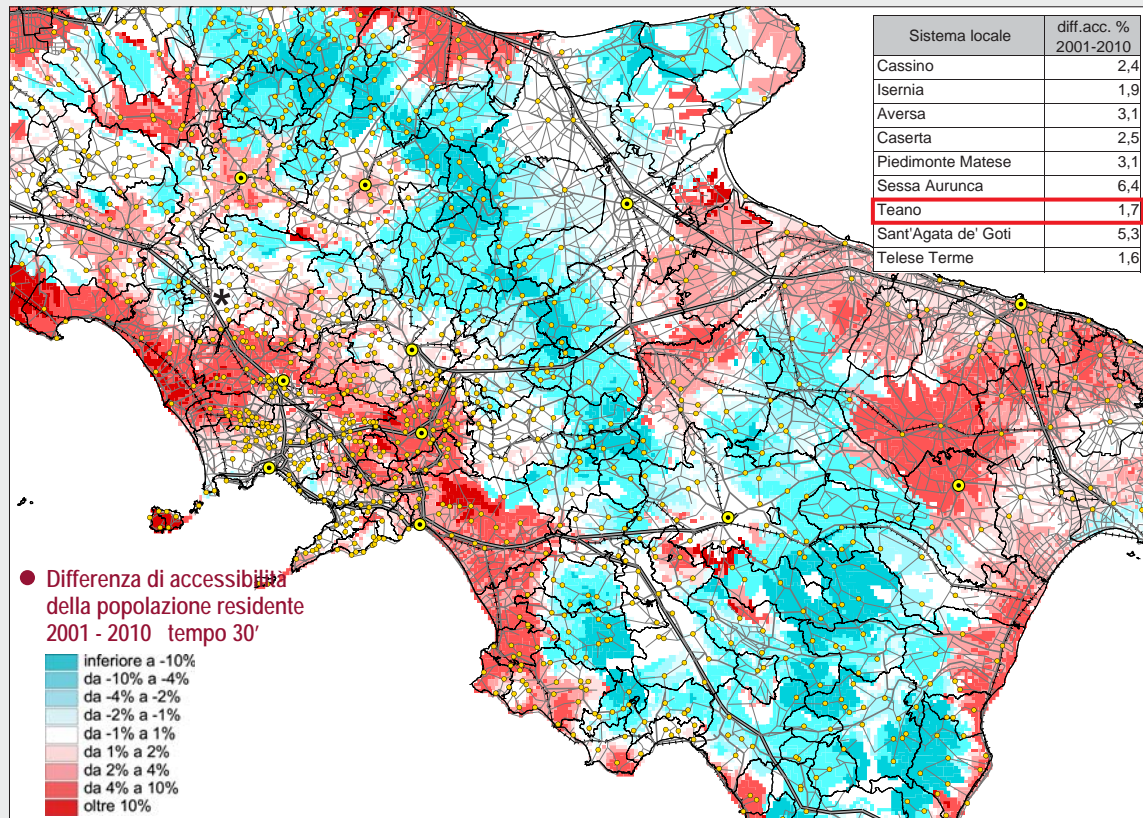 Sistema locale diff.acc. % 2001-2010
Cassino 2,4
Isernia 1,9
Aversa 3,1
Caserta 2,5
Piedimonte Matese 3,1
Sessa Aurunca 6,4
Teano 1,7
Sant'Agata de' Goti 5,3
Telese Terme 1,6
*
● Differenza di accessibilità
della popolazione residente
2001 - 2010 tempo 30'
inferiore a -10%
da -10% a -4%
da -4% a -2%
da -2% a -1%
da -1% a 1%
da 1% a 2%
da 2% a 4%
da 4% a 10%
oltre 10%